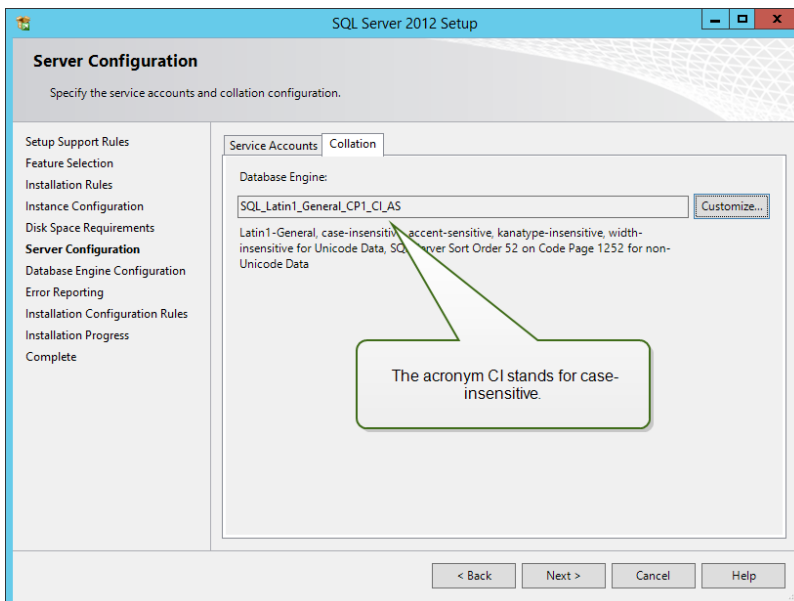 SQL Server 2012 Setup
Server Configuration
Specify the service accounts and collation configuration.
Setup Support Rules
Feature Selection
Installation Rules
Instance Configuration
Disk Space Requirements
Server Configuration
Database Engine Configuration
Error Reporting
Installation Configuration Rules
Installation Progress
Complete
Service Accounts
Collation
Database Engine:
SQL_Latin1_General_CP1_CI_AS
Customize...
Latin1-General, case-insensitive, accent-sensitive, kanatype-insensitive, width-
insensitive for Unicode Data, SQL Server Sort Order 52 on Code Page 1252 for non-
Unicode Data
The acronym CI stands for case-
insensitive.
< Back
Next >
Cancel
Help